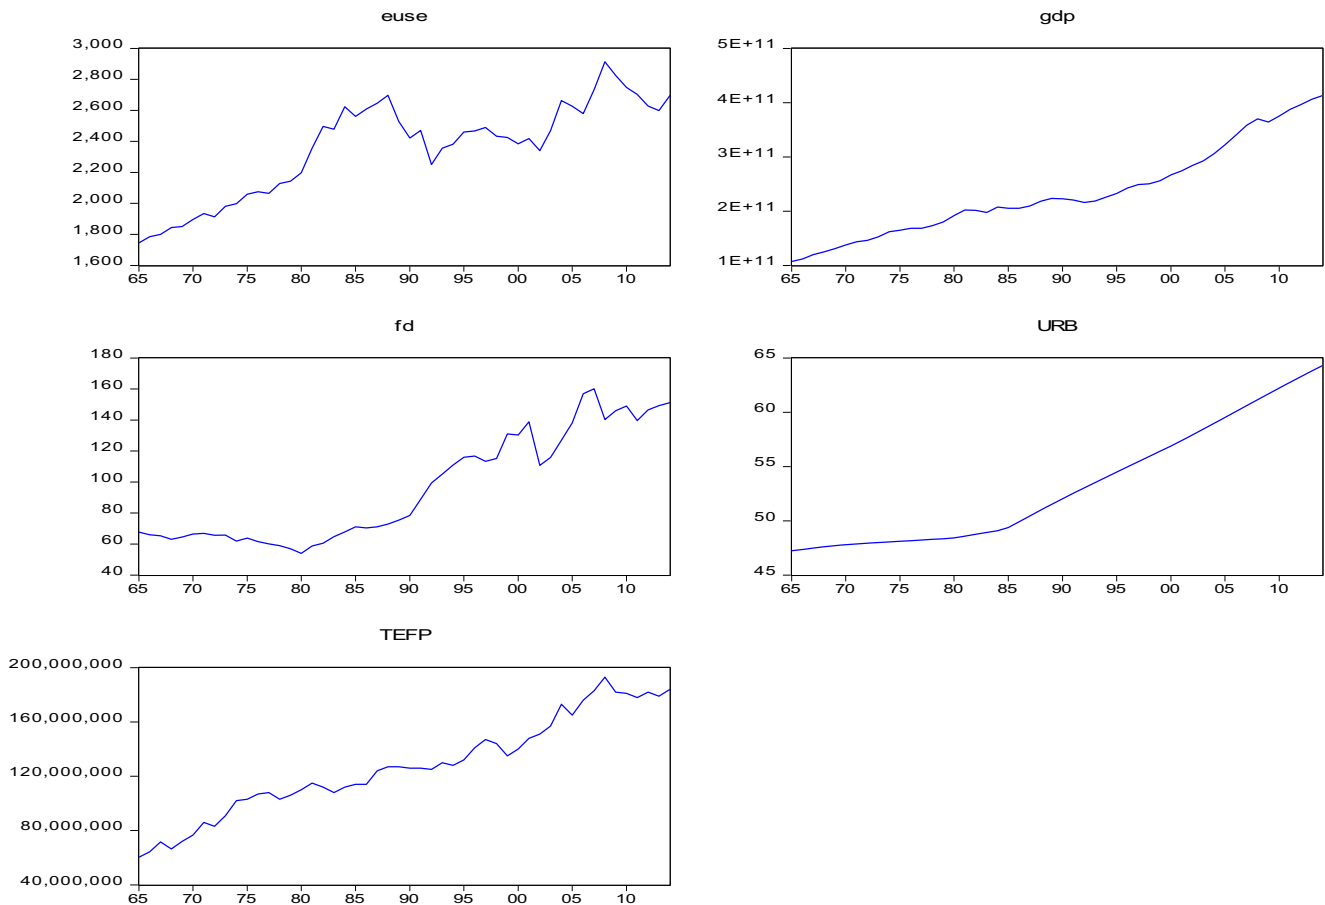 euse
3,000
2,800
2,600
2,400
2,200
2,000
1,800
1,600
65 70 75 80 85 90 95 00 05 10
gdp
5E+11
4E+11
3E+11
2E+11
1E+11
65 70 75 80 85 90 95 00 05 10
fd
180
160
140
120
100
80
60
40
65 70 75 80 85 90 95 00 05 10
URB
65
60
55
50
45
65 70 75 80 85 90 95 00 05 10
TEFP
200,000,000
160,000,000
120,000,000
80,000,000
40,000,000
65 70 75 80 85 90 95 00 05 10